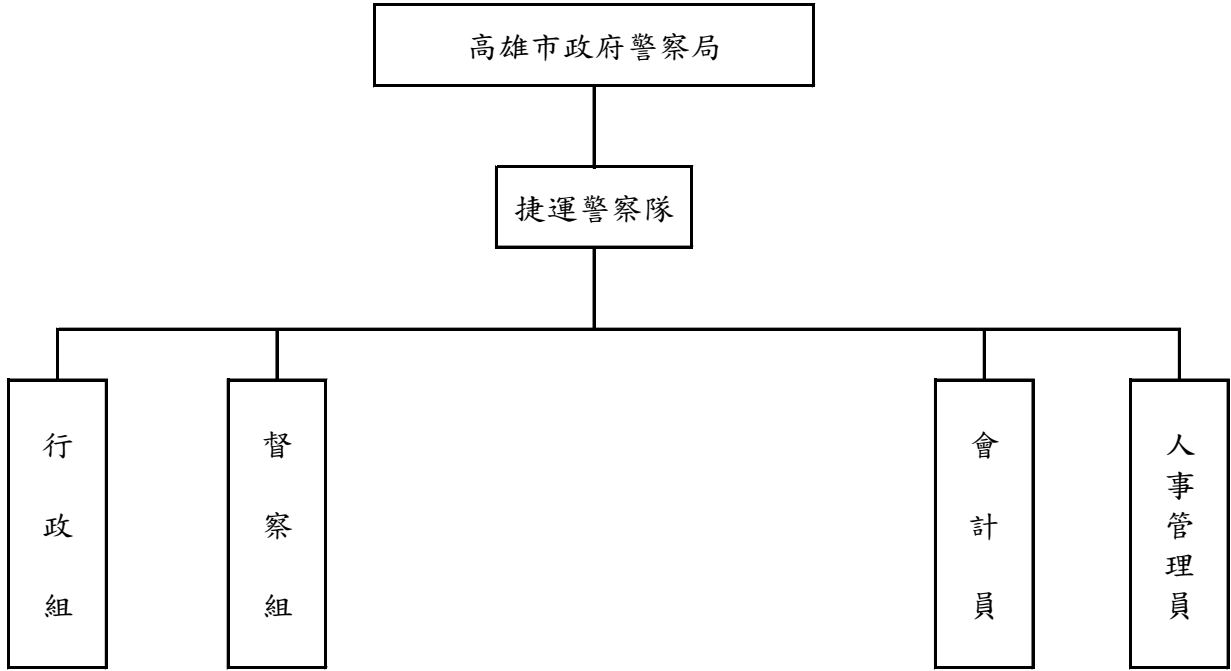 高雄市政府警察局
捷運警察隊
行政組
督察組
會計員
人事管理員